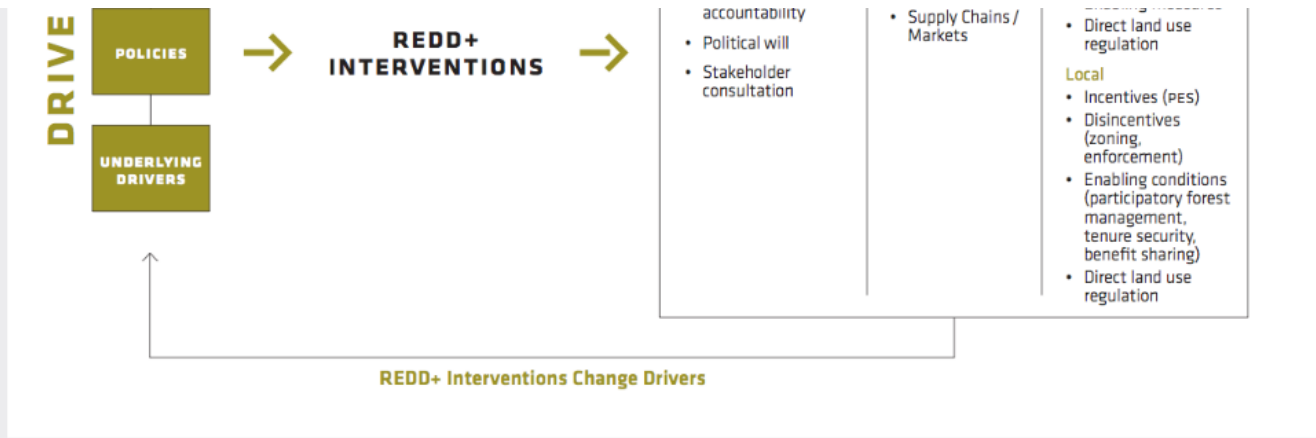 DRIVE
POLICIES
UNDERLYING
DRIVERS
REDD+
INTERVENTIONS
accountability
• Political will
• Stakeholder
consultation
• Supply Chains /
Markets
• Direct land use
regulation
Local
• Incentives (PES)
• Disincentives
(zoning,
enforcement)
• Enabling conditions
(participatory forest
management,
tenure security,
benefit sharing)
• Direct land use
regulation
REDD+ Interventions Change Drivers